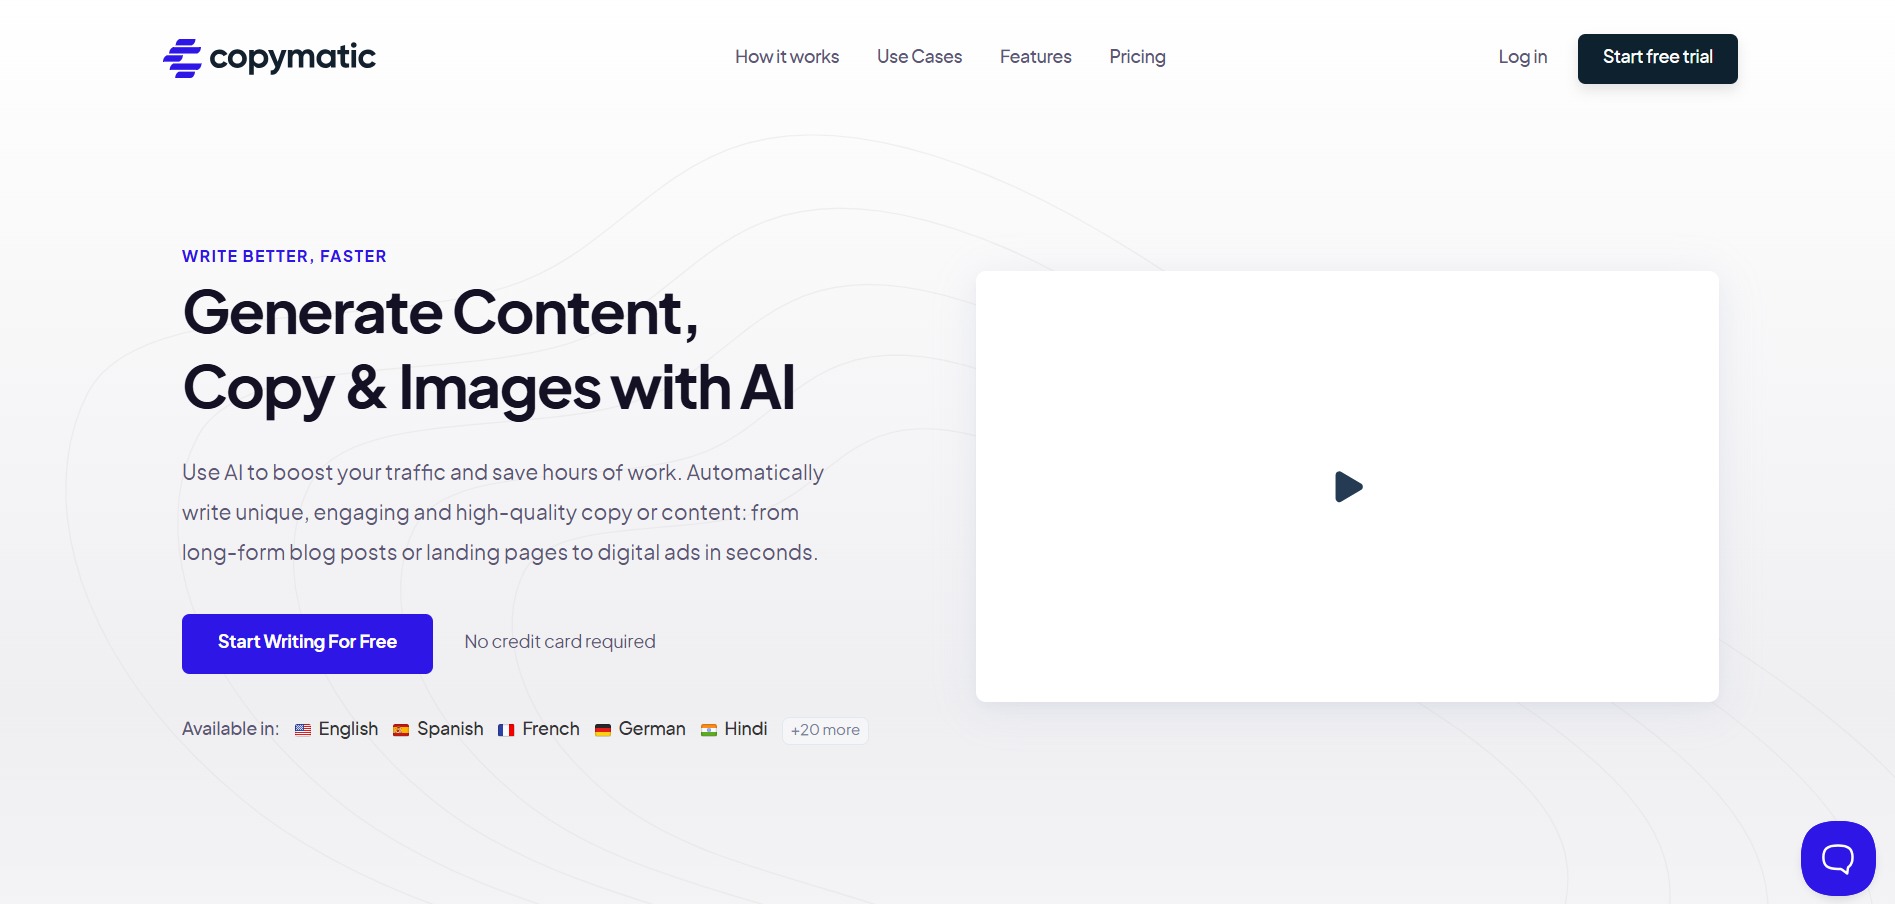 copymatic
How it works
Use Cases
Features
Pricing
Log in
Start free trial
WRITE BETTER, FASTER
Generate Content,
Copy & Images with AI
Use AI to boost your traffic and save hours of work. Automatically
write unique, engaging and high-quality copy or content: from
long-form blog posts or landing pages to digital ads in seconds.
Start Writing For Free
No credit card required
Available in: English Spanish French German Hindi +20 more